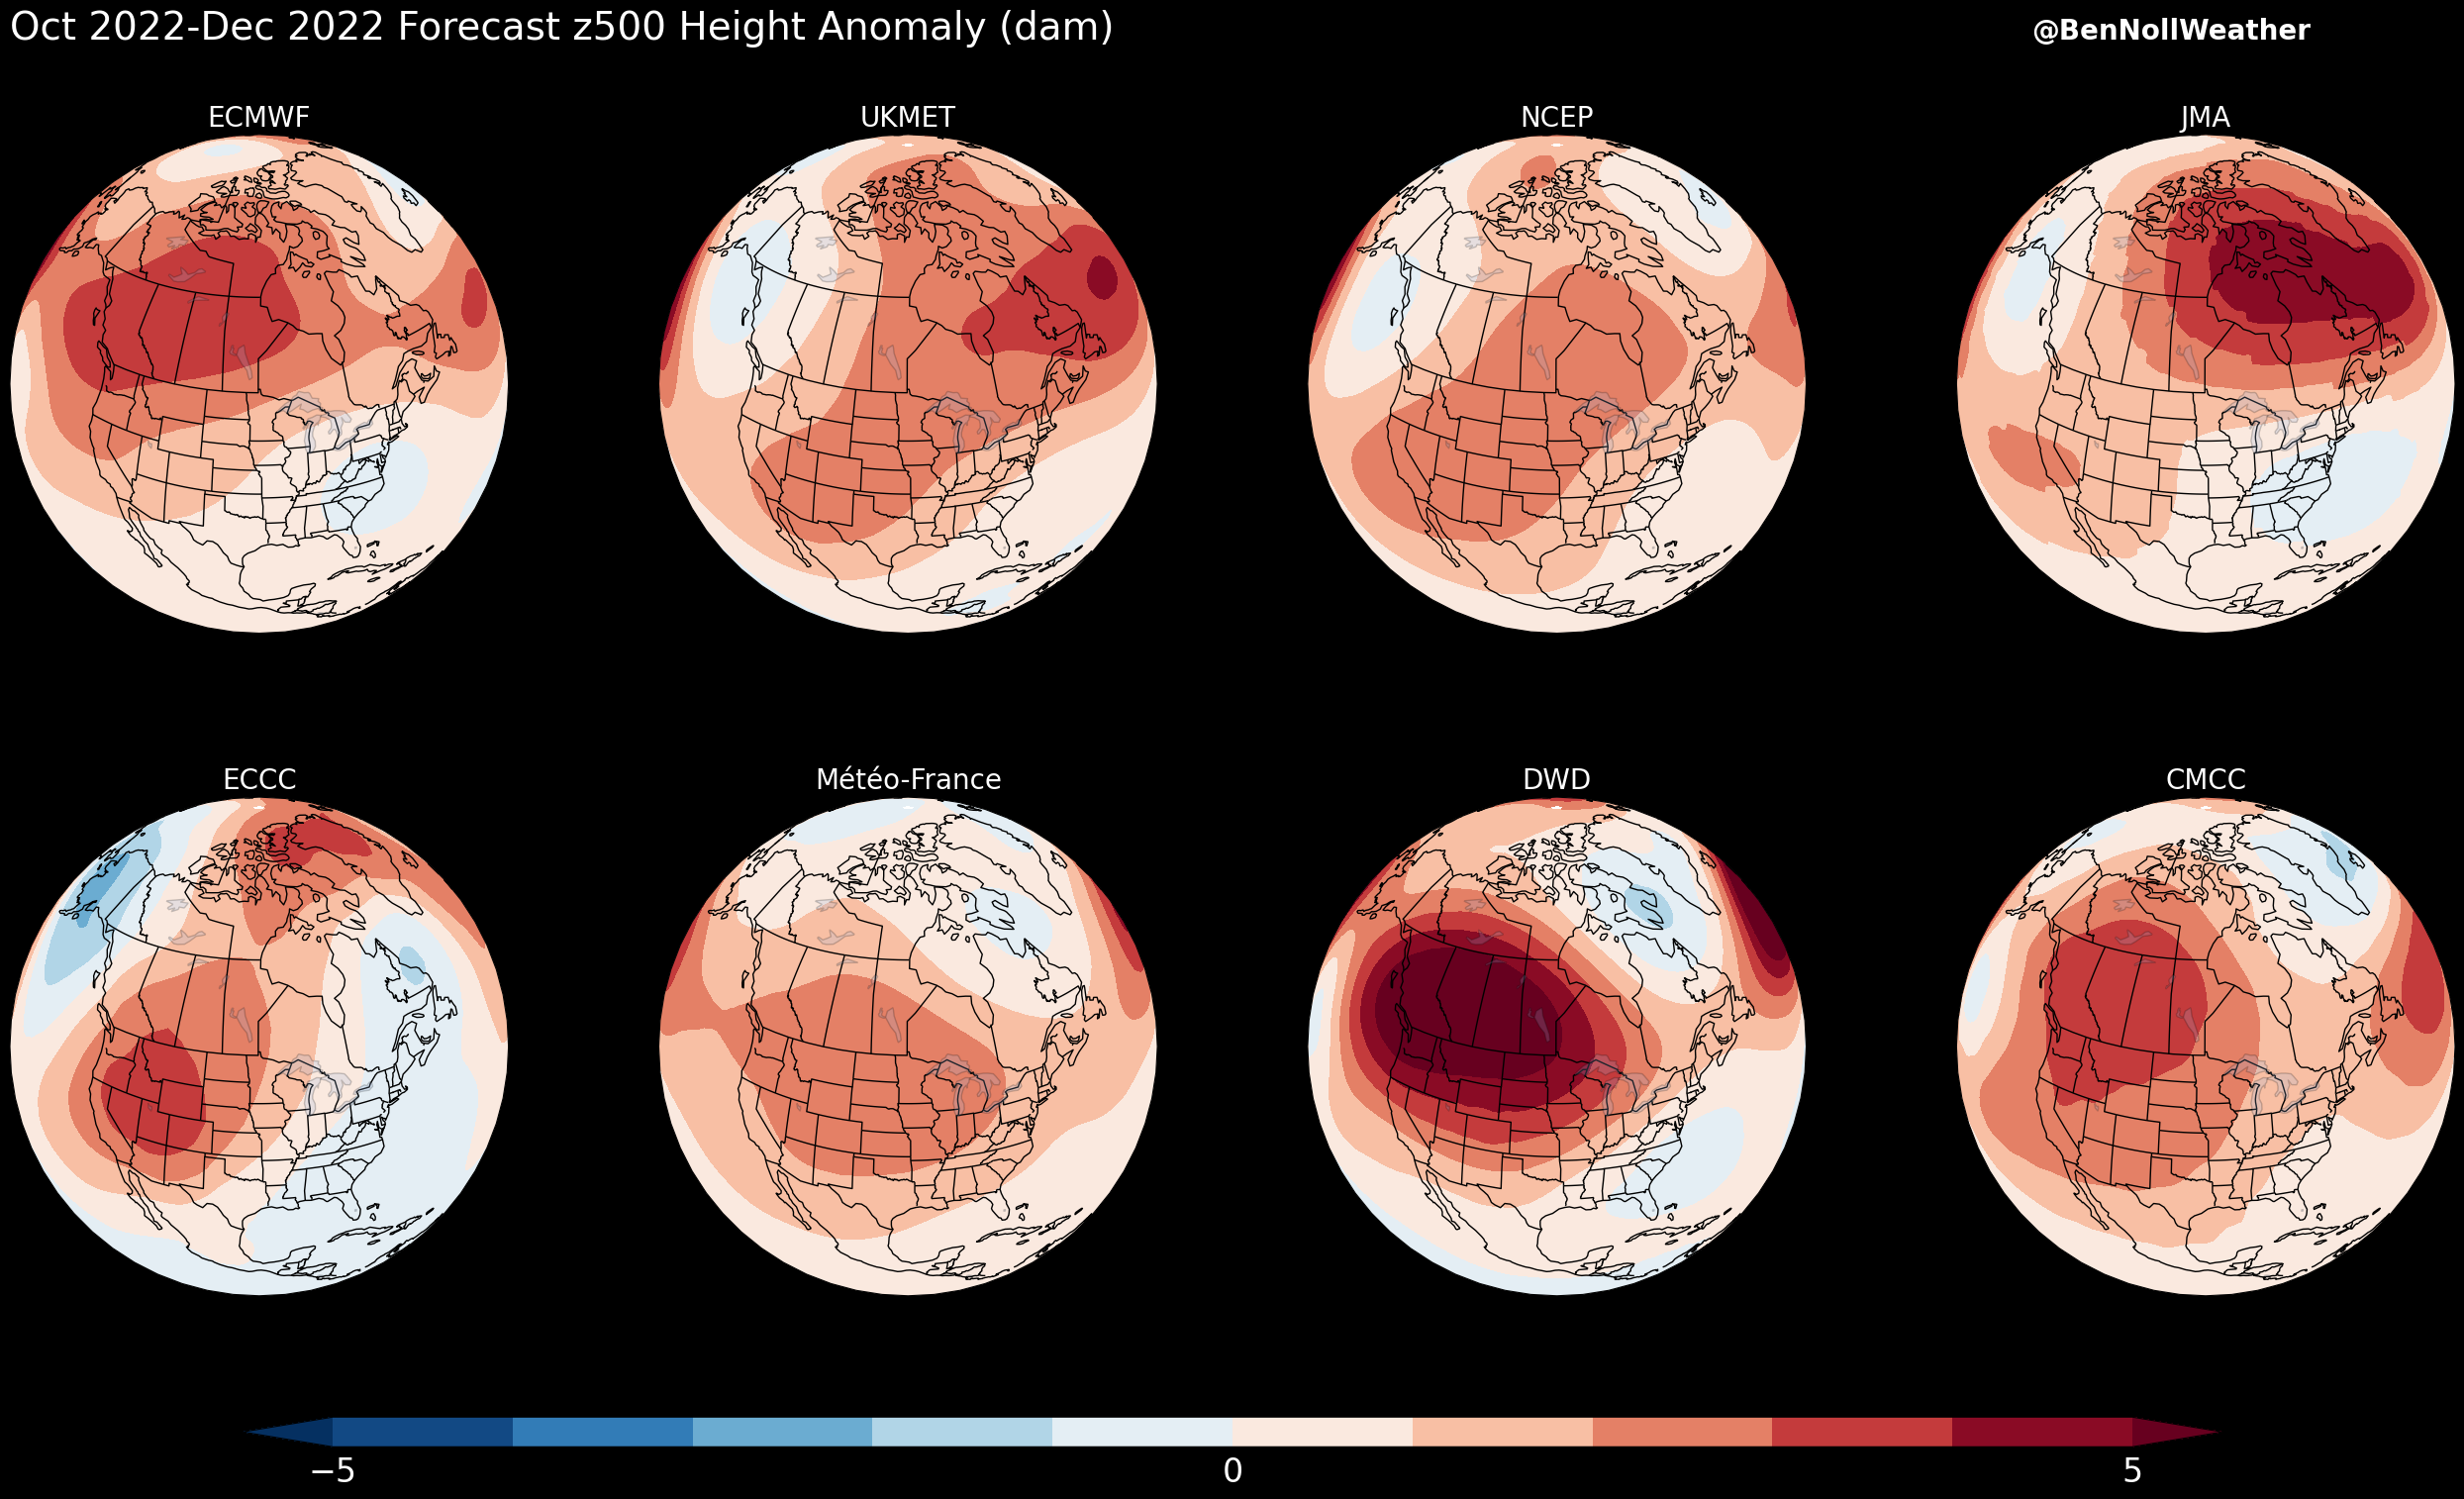 Oct 2022-Dec 2022 Forecast z500 Height Anomaly (dam)
@BenNollWeather
ECMWF
UKMET
NCEP
JMA
ECCC
Météo-France
DWD
CMCC
−5
0
5